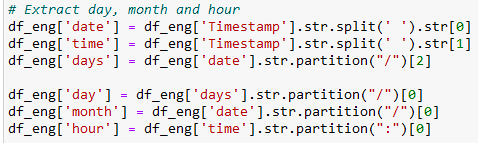 # Extract day, month and hour
df_eng['date'] = df_eng['Timestamp'].str.split(' ').str[0]
df_eng['time'] = df_eng['Timestamp'].str.split(' ').str[1]
df_eng['days'] = df_eng['date'].str.partition("/")[2]
df_eng['day'] = df_eng['days'].str.partition("/")[0]
df_eng['month'] = df_eng['date'].str.partition("/")[0]
df_eng['hour'] = df_eng['time'].str.partition(":")[0]